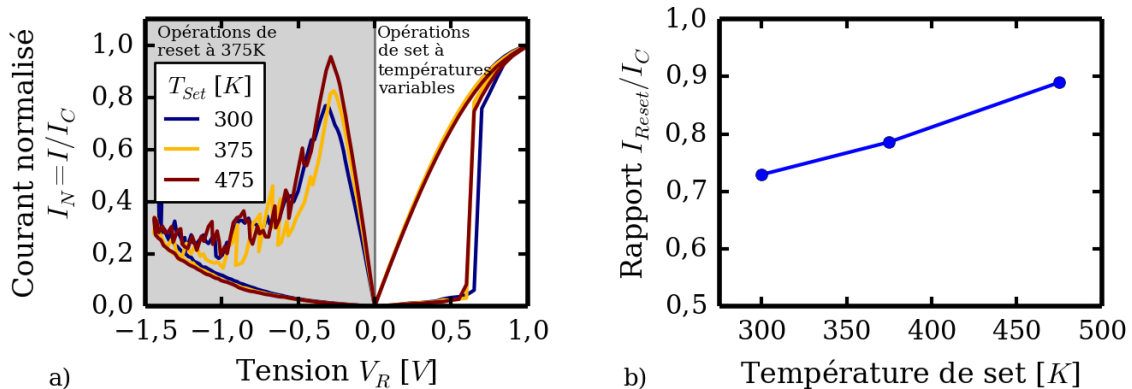 Courant normalisé
I_N=I/I_C
1,0
0,8
0,6
0,4
0,2
0,0
Opérations de
reset à 375K
T_Set [K]
300
375
475
Opérations
de set à
températures
variables
−1,5
−1,0
−0,5
0,0
0,5
1,0
Tension V_R [V]
a)
Rapport I_Reset/I_C
1,0
0,9
0,8
0,7
0,6
0,5
300
350
400
450
500
Température de set [K]
b)